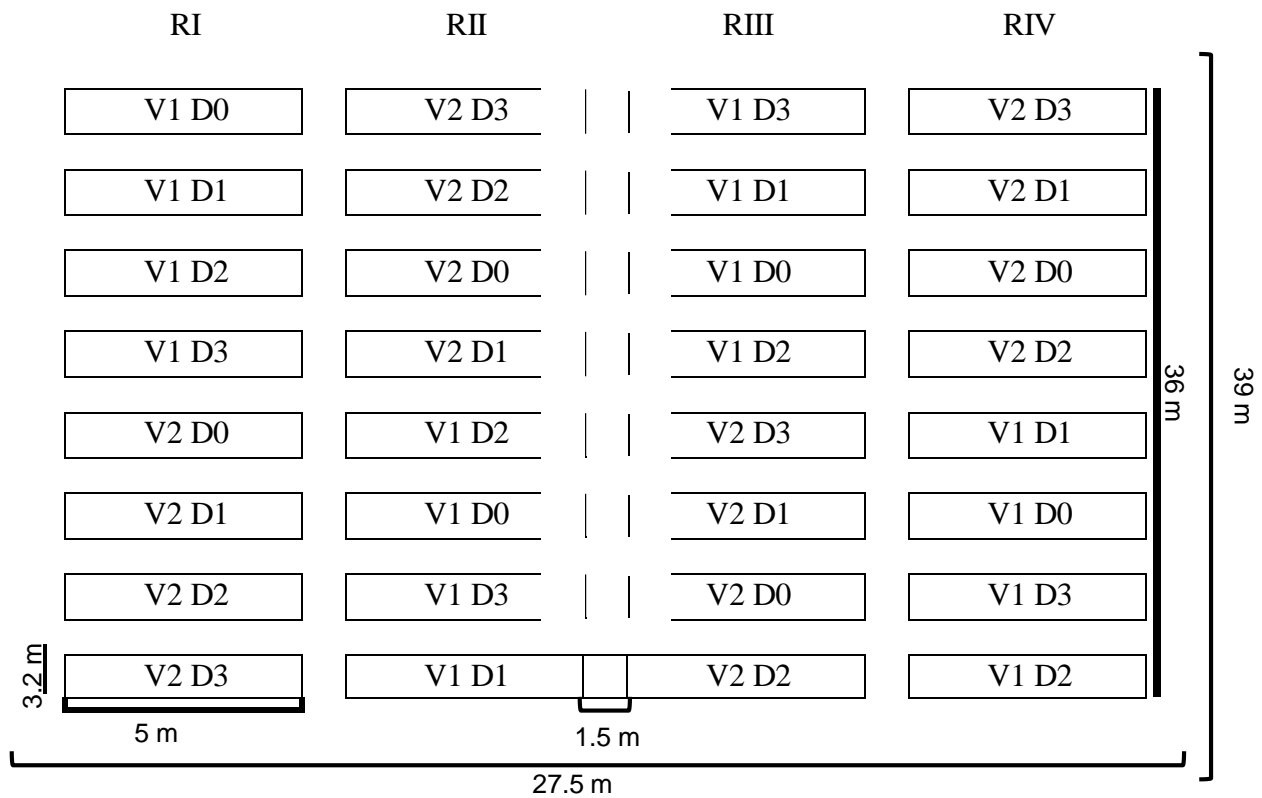 RI RII RIII RIV
V1 D0 V2 D3 V1 D3 V2 D3
V1 D1 V2 D2 V1 D1 V2 D1
V1 D2 V2 D0 V1 D0 V2 D0
V1 D3 V2 D1 V1 D2 V2 D2
36 m
39 m
V2 D0 V1 D2 V2 D3 V1 D1
V2 D1 V1 D0 V2 D1 V1 D0
V2 D2 V1 D3 V2 D0 V1 D3
3.2 m
V2 D3 V1 D1 V2 D2 V1 D2
5 m 1.5 m
27.5 m